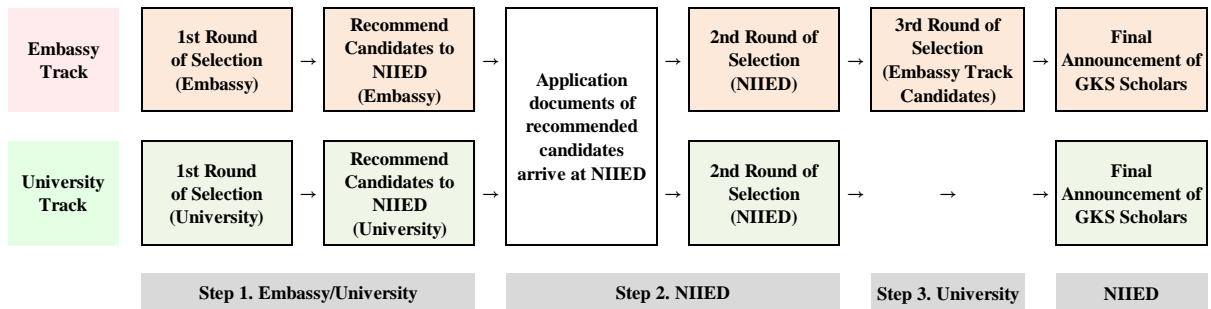 Embassy
Track
1st Round
of Selection
(Embassy)
→
Recommend
Candidates to
NIIED
(Embassy)
→
Application
documents of
recommended
candidates
arrive at NIIED
→
2nd Round of
Selection
(NIIED)
→
3rd Round of
Selection
(Embassy Track
Candidates)
→
Final
Announcement of
GKS Scholars
University
Track
1st Round
of Selection
(University)
→
Recommend
Candidates to
NIIED
(University)
→
→
2nd Round of
Selection
(NIIED)
→
→
→
Final
Announcement of
GKS Scholars
Step 1. Embassy/University
Step 2. NIIED
Step 3. University
NIIED